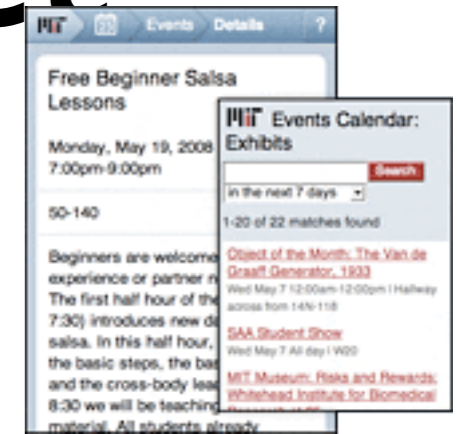 MIT
23
Events
Details
?
Free Beginner Salsa
Lessons
Monday, May 19, 2008
7:00pm-9:00pm
50-140
Beginners are welcome
experience or partner
The first half hour of the
7:30) introduces new
salsa. In this half hour,
the basic steps, the
and the cross-body
8:30 we will be teaching
material. All students already
MIT Events Calendar:
Exhibits
Search
in the next 7 days
1-20 of 22 matches found
Object of the Month: The Van de
Graaff Generator, 1933
Wed May 7 12:00am-12:00pm | Hallway
across from 14N-118
SAA Student Show
Wed May 7 All day | W20
MIT Museum: Risks and Rewards:
Whitehead Institute for Biomedical